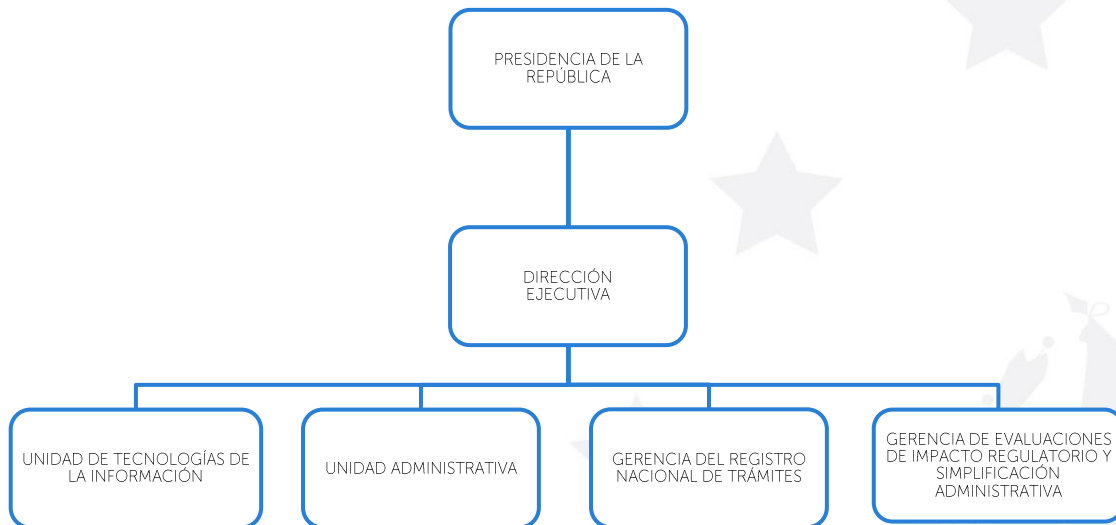 PRESIDENCIA DE LA
REPÚBLICA
DIRECCIÓN
EJECUTIVA
UNIDAD DE TECNOLOGÍAS DE
LA INFORMACIÓN
UNIDAD ADMINISTRATIVA
GERENCIA DEL REGISTRO
NACIONAL DE TRÁMITES
GERENCIA DE EVALUACIONES
DE IMPACTO REGULATORIO Y
SIMPLIFICACIÓN
ADMINISTRATIVA